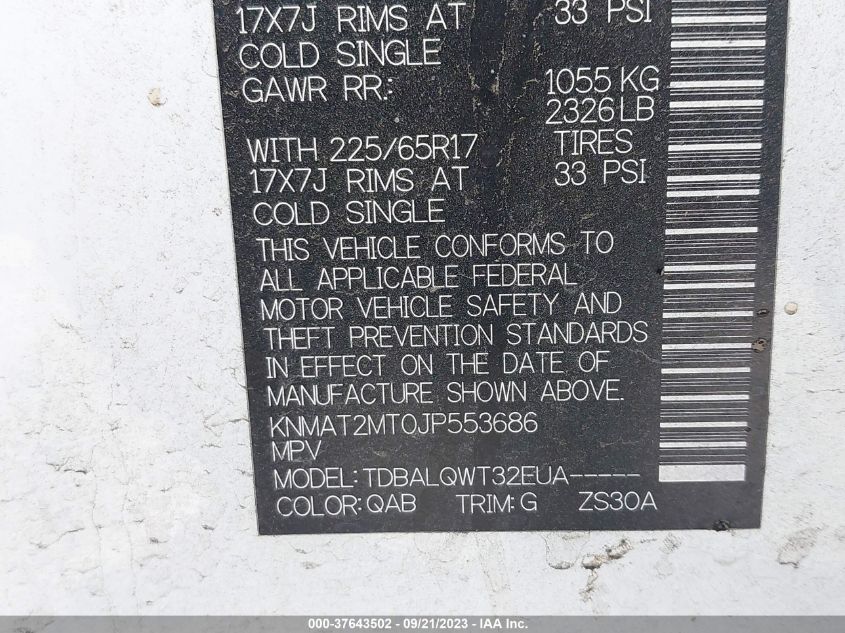 17X7J RIMS AT 33 PSI
COLD SINGLE
GAWR RR.: 1055 KG
2326 LB
WITH 225/65R17 TIRES
17X7J RIMS AT 33 PSI
COLD SINGLE
THIS VEHICLE CONFORMS TO
ALL APPLICABLE FEDERAL
MOTOR VEHICLE SAFETY AND
THEFT PREVENTION STANDARDS
IN EFFECT ON THE DATE OF
MANUFACTURE SHOWN ABOVE.
KNMAT2MT0JP553686
MPV
MODEL: TDBALQWT32EUA-----
COLOR: QAB TRIM: G ZS30A
000-37643502 - 09/21/2023 - IAA Inc.